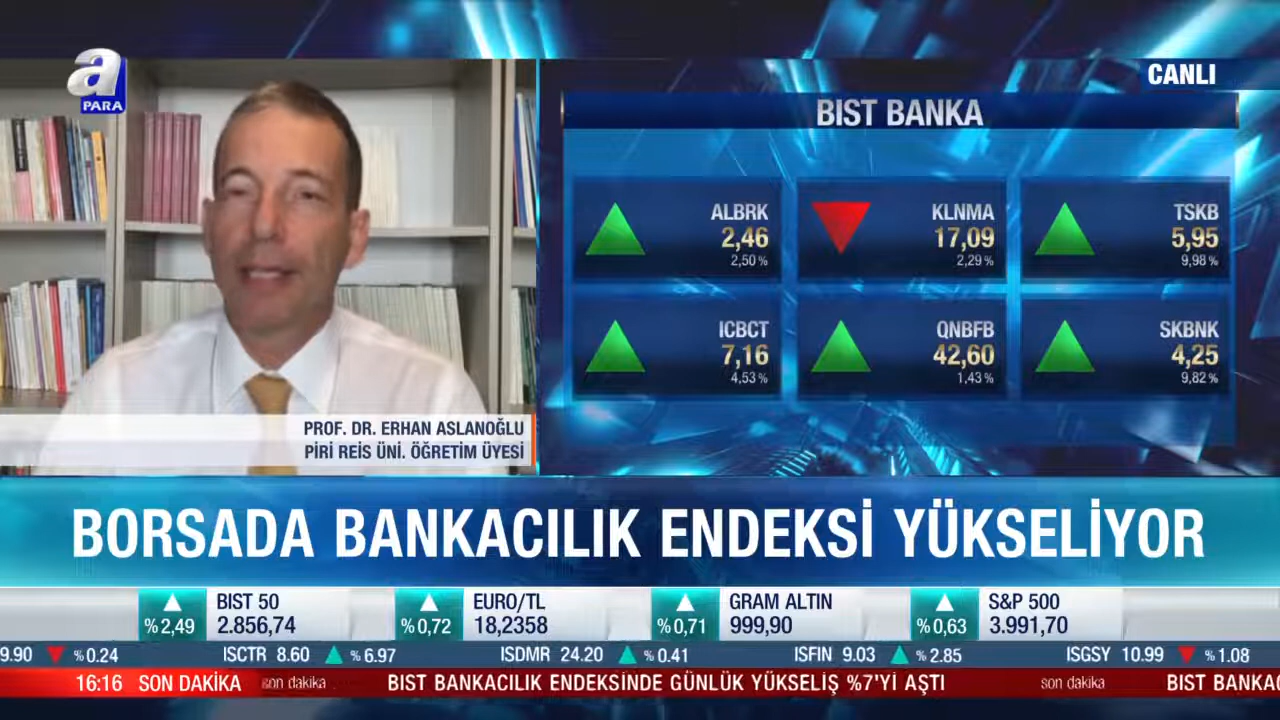 a
PARA
CANLI
BIST BANKA
ALBRK
2,46
2,50 %
KLNMA
17,09
2,29 %
TSKB
5,95
9,98 %
ICBCT
7,16
4,53 %
QNBFB
42,60
1,43 %
SKBNK
4,25
9,82 %
PROF. DR. ERHAN ASLANOĞLU
PİRİ REİS ÜNİ. ÖĞRETİM ÜYESİ
BORSADA BANKACILIK ENDEKSİ YÜKSELİYOR
%2,49 BIST 50 2.856,74
%0,72 EURO/TL 18,2358
%0,71 GRAM ALTIN 999,90
%0,63 S&P 500 3.991,70
9.90 %0.24 ISCTR 8.60 %6.97 ISDMR 24.20 %0.41 ISFIN 9.03 %2.85 ISGSY 10.99 %1.08
16:16 SON DAKİKA son dakika BIST BANKACILIK ENDEKSİNDE GÜNLÜK YÜKSELİŞ %7'Yİ AŞTI son dakika BIST BANKAC